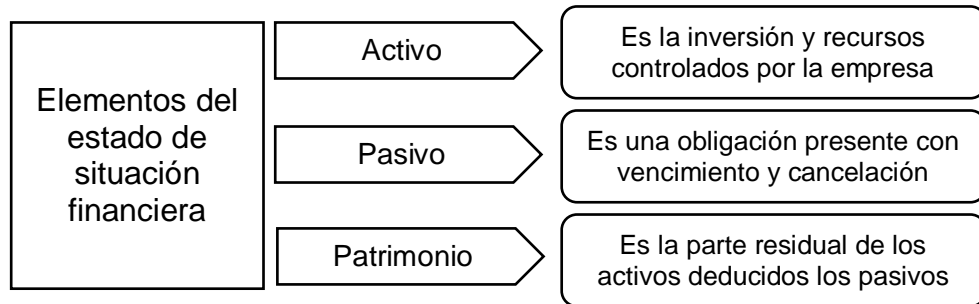 Elementos del
estado de
situación
financiera
Activo
Es la inversión y recursos
controlados por la empresa
Pasivo
Es una obligación presente con
vencimiento y cancelación
Patrimonio
Es la parte residual de los
activos deducidos los pasivos